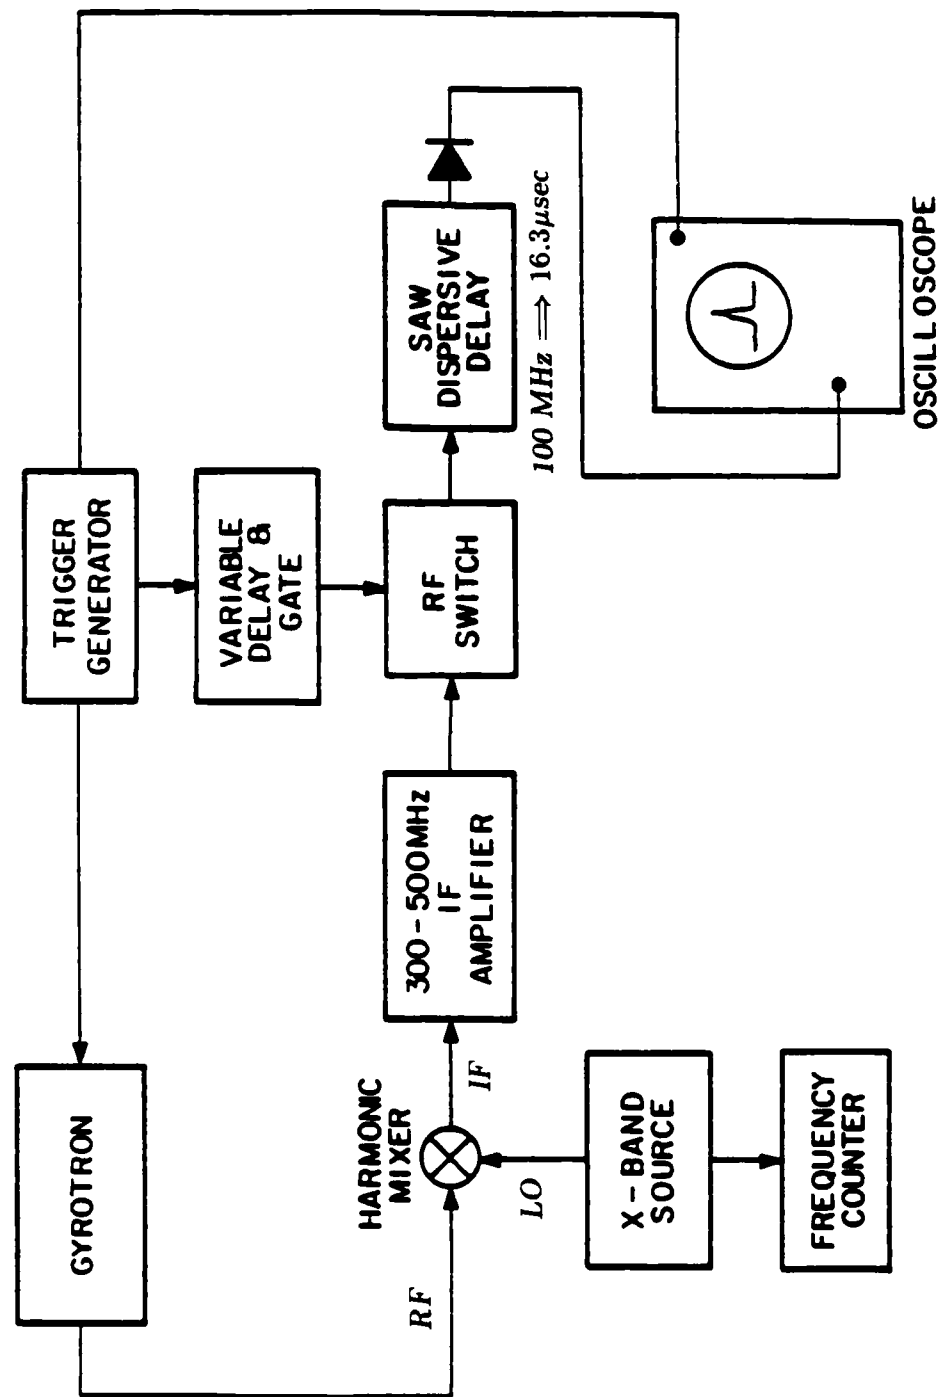 GYROTRON
TRIGGER
GENERATOR
VARIABLE
DELAY &
GATE
HARMONIC
MIXER
RF
IF
LO
300-500MHz
IF
AMPLIFIER
RF
SWITCH
SAW
DISPERSIVE
DELAY
100 MHz ⟹ 16.3μsec
X-BAND
SOURCE
FREQUENCY
COUNTER
OSCILLOSCOPE